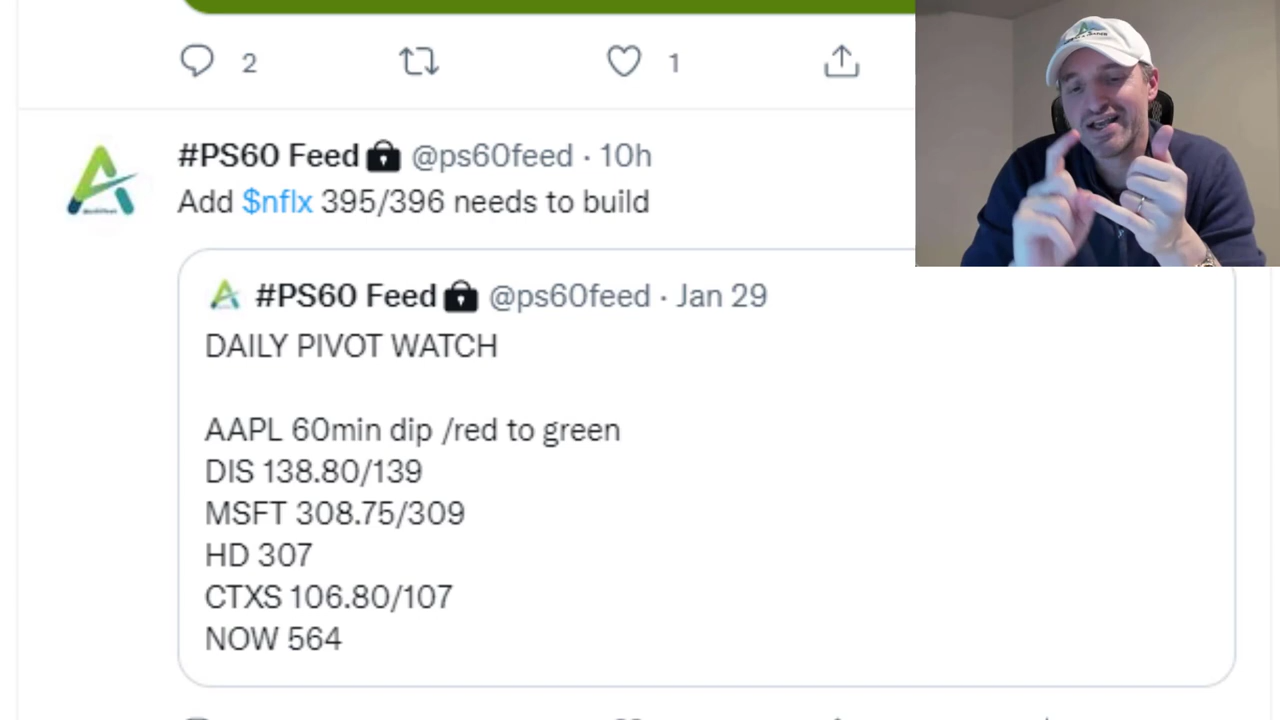 2
1
#PS60 Feed @ps60feed · 10h
Add $nflx 395/396 needs to build
#PS60 Feed @ps60feed · Jan 29
DAILY PIVOT WATCH
AAPL 60min dip /red to green
DIS 138.80/139
MSFT 308.75/309
HD 307
CTXS 106.80/107
NOW 564